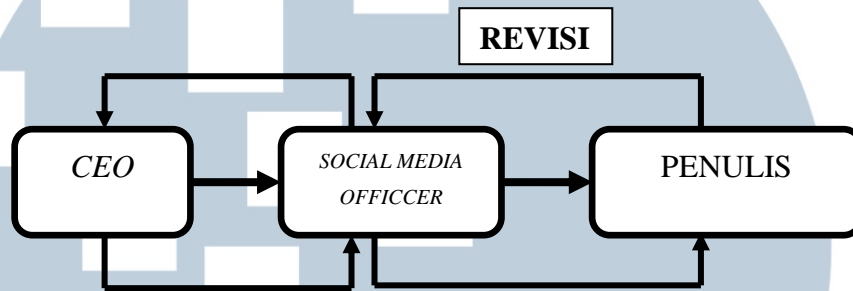 REVISI
CEO
SOCIAL MEDIA
OFFICCER
PENULIS